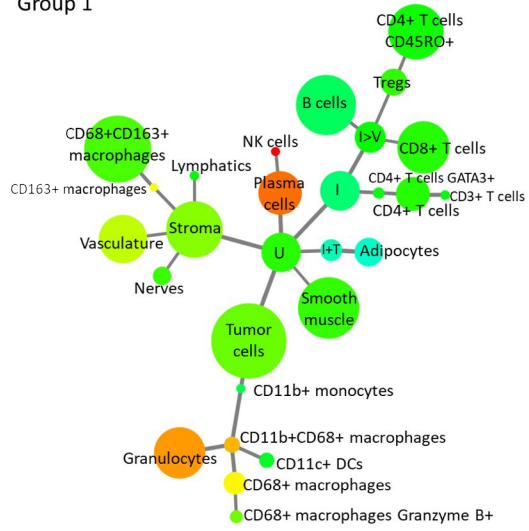 Group 1
CD4+ T cells
CD45RO+
Tregs
B cells
I>V
CD8+ T cells
NK cells
CD68+CD163+
macrophages
Lymphatics
CD163+ macrophages
Plasma
cells
I
CD4+ T cells GATA3+
CD3+ T cells
CD4+ T cells
Stroma
Vasculature
U
I+T
Adipocytes
Nerves
Smooth
muscle
Tumor
cells
CD11b+ monocytes
CD11b+CD68+ macrophages
Granulocytes
CD11c+ DCs
CD68+ macrophages
CD68+ macrophages Granzyme B+